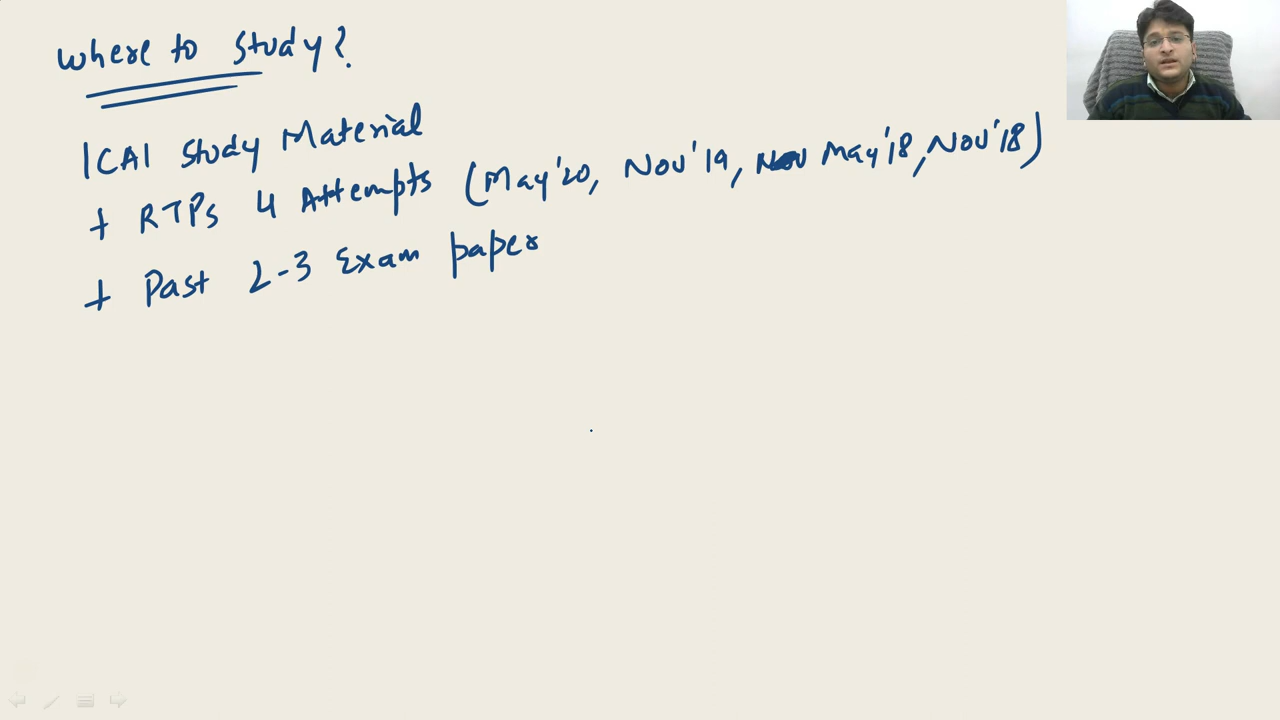 Where to Study?
ICAI Study Material
+ RTPs 4 Attempts (May'20, Nov'19, Nov May'18, Nov'18)
+ Past 2-3 Exam paper